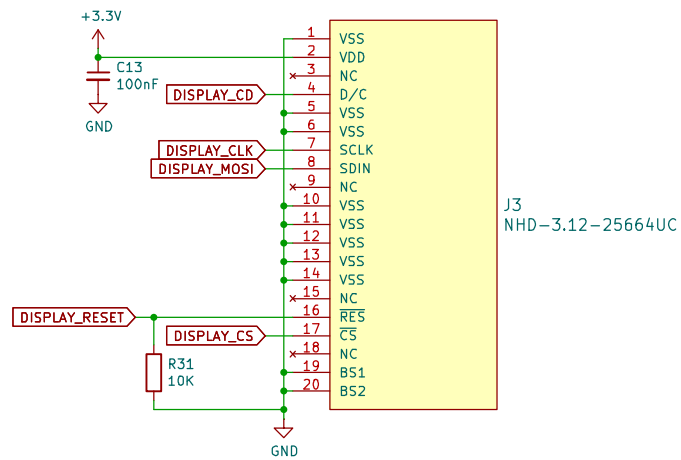 +3.3V
C13
100nF
GND
DISPLAY_CD
DISPLAY_CLK
DISPLAY_MOSI
DISPLAY_RESET
DISPLAY_CS
R31
10K
GND
1 VSS
2 VDD
3 NC
4 D/C
5 VSS
6 VSS
7 SCLK
8 SDIN
9 NC
10 VSS
11 VSS
12 VSS
13 VSS
14 VSS
15 NC
16 RES
17 CS
18 NC
19 BS1
20 BS2
J3
NHD-3.12-25664UC